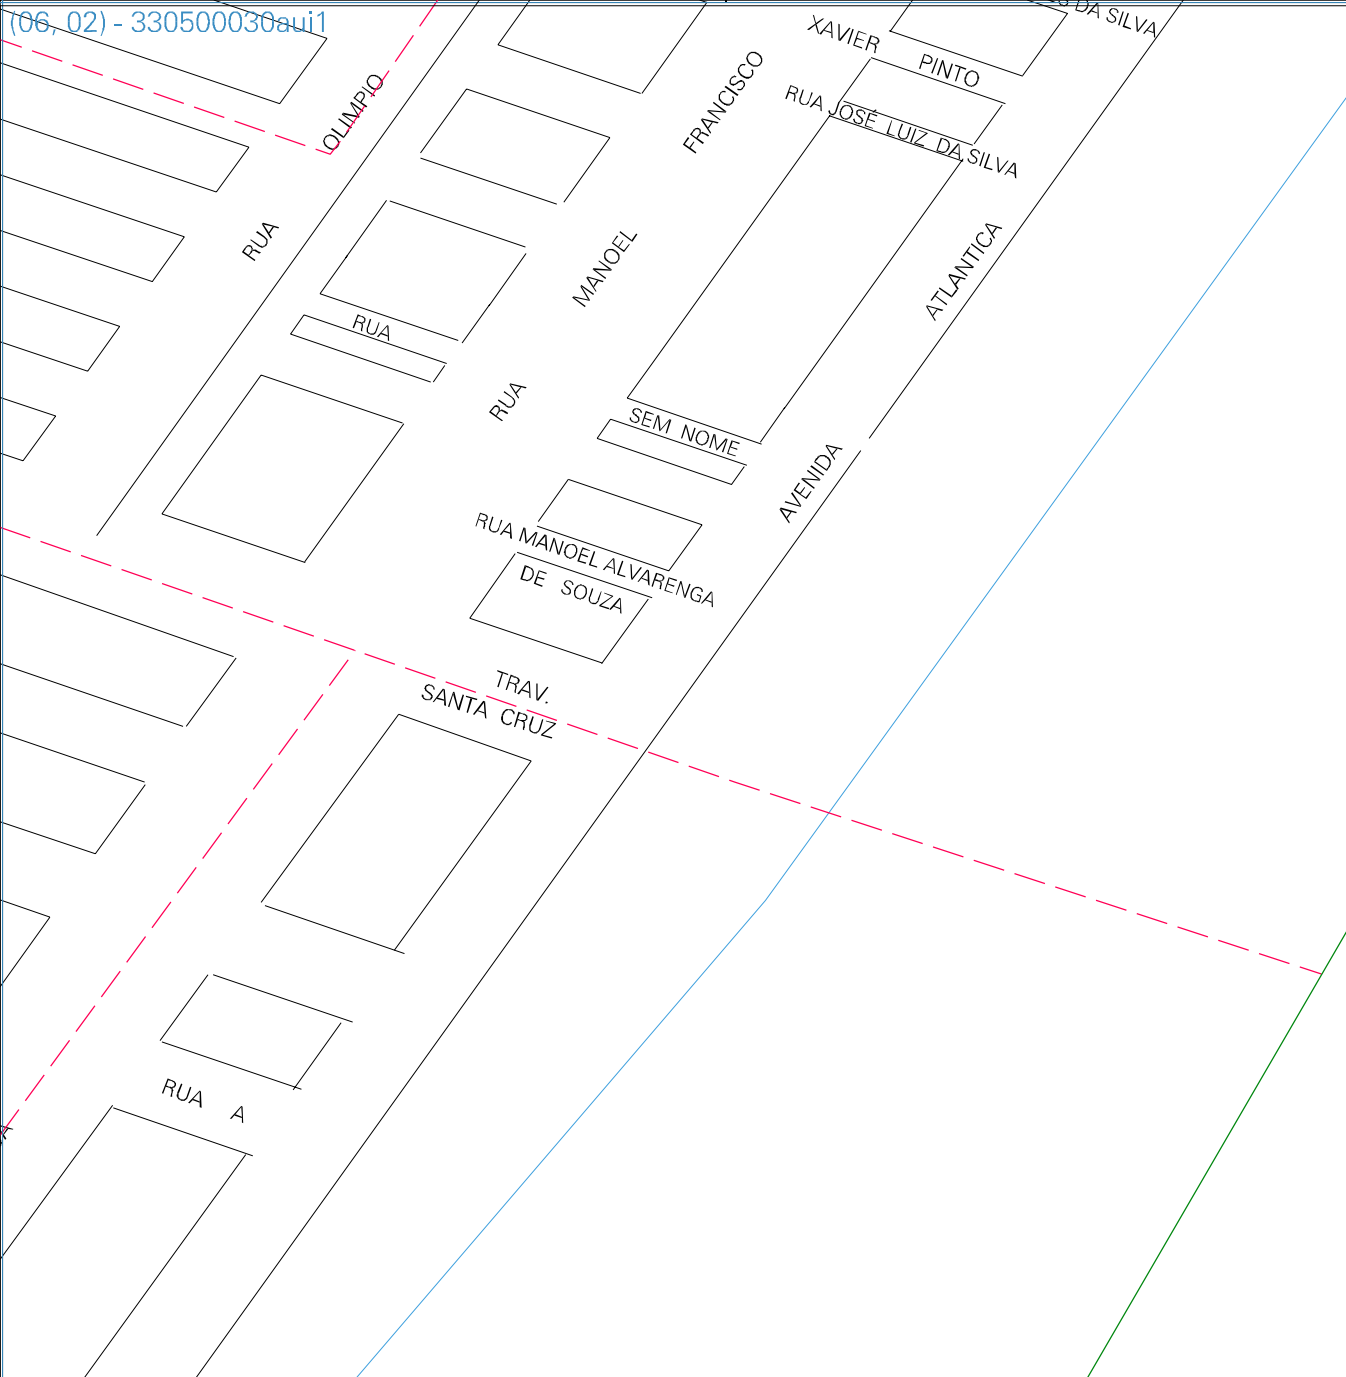 (06, 02) - 330500030aui1
DA SILVA
XAVIER
PINTO
RUA JOSÉ LUIZ DA SILVA
RUA OLIMPIO
RUA MANOEL FRANCISCO
AVENIDA ATLANTICA
RUA
SEM NOME
RUA MANOEL ALVARENGA
DE SOUZA
TRAV.
SANTA CRUZ
RUA A